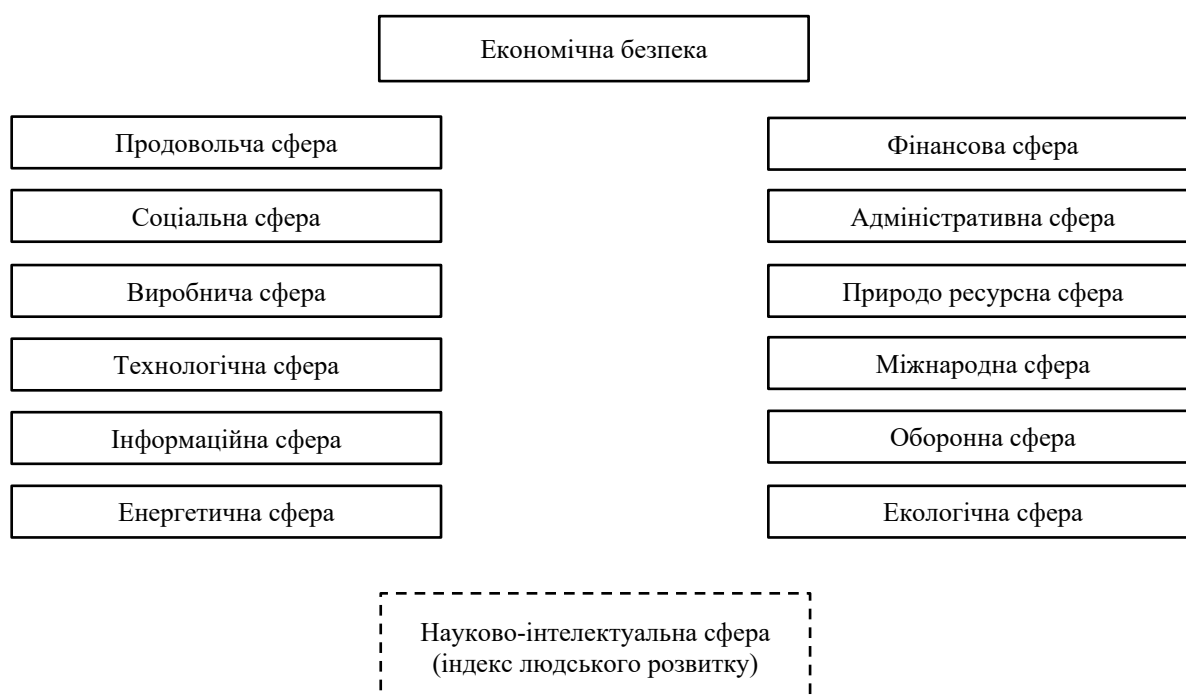 Економічна безпека
Продовольча сфера
Фінансова сфера
Соціальна сфера
Адміністративна сфера
Виробнича сфера
Природо ресурсна сфера
Технологічна сфера
Міжнародна сфера
Інформаційна сфера
Оборонна сфера
Енергетична сфера
Екологічна сфера
Науково-інтелектуальна сфера
(індекс людського розвитку)